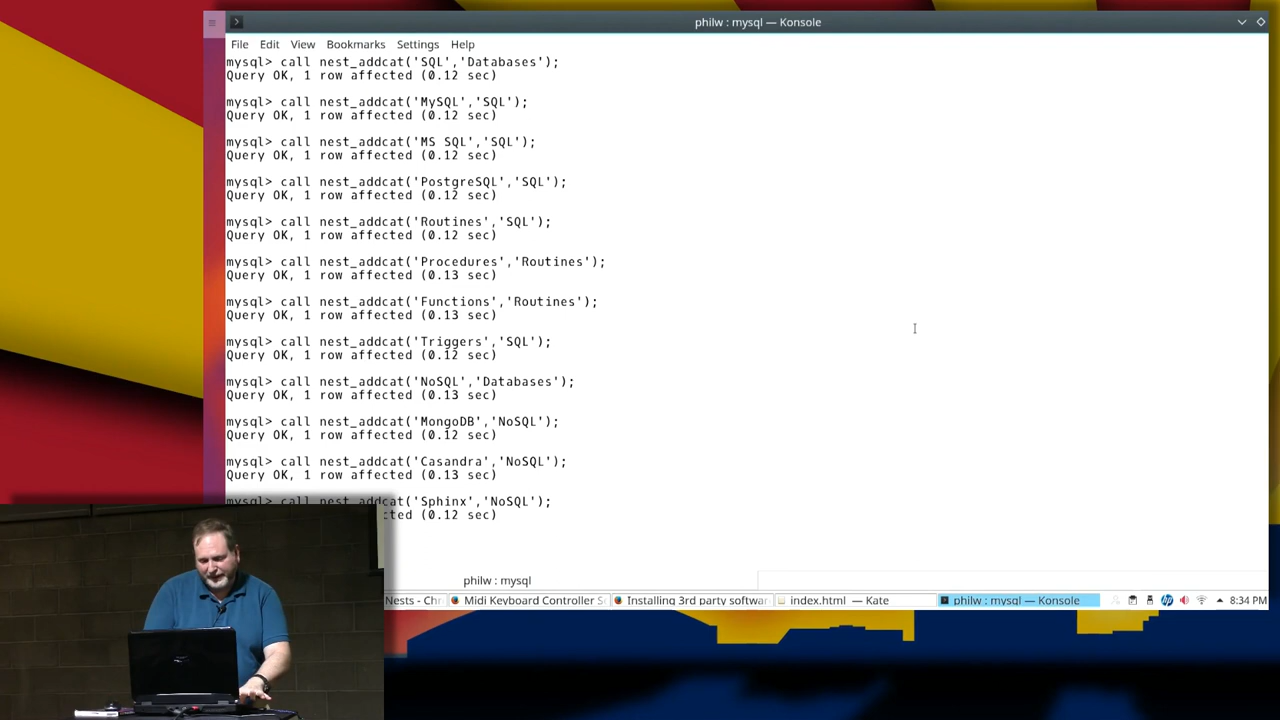 philw : mysql — Konsole
File Edit View Bookmarks Settings Help
mysql> call nest_addcat('SQL','Databases');
Query OK, 1 row affected (0.12 sec)
mysql> call nest_addcat('MySQL','SQL');
Query OK, 1 row affected (0.12 sec)
mysql> call nest_addcat('MS SQL','SQL');
Query OK, 1 row affected (0.12 sec)
mysql> call nest_addcat('PostgreSQL','SQL');
Query OK, 1 row affected (0.12 sec)
mysql> call nest_addcat('Routines','SQL');
Query OK, 1 row affected (0.12 sec)
mysql> call nest_addcat('Procedures','Routines');
Query OK, 1 row affected (0.13 sec)
mysql> call nest_addcat('Functions','Routines');
Query OK, 1 row affected (0.13 sec)
mysql> call nest_addcat('Triggers','SQL');
Query OK, 1 row affected (0.12 sec)
mysql> call nest_addcat('NoSQL','Databases');
Query OK, 1 row affected (0.13 sec)
mysql> call nest_addcat('MongoDB','NoSQL');
Query OK, 1 row affected (0.12 sec)
mysql> call nest_addcat('Casandra','NoSQL');
Query OK, 1 row affected (0.13 sec)
mysql> call nest_addcat('Sphinx','NoSQL');
cted (0.12 sec)
philw : mysql
Nests - Chr Midi Keyboard Controller S Installing 3rd party softwa index.html — Kate philw : mysql — Konsole hp 8:34 PM